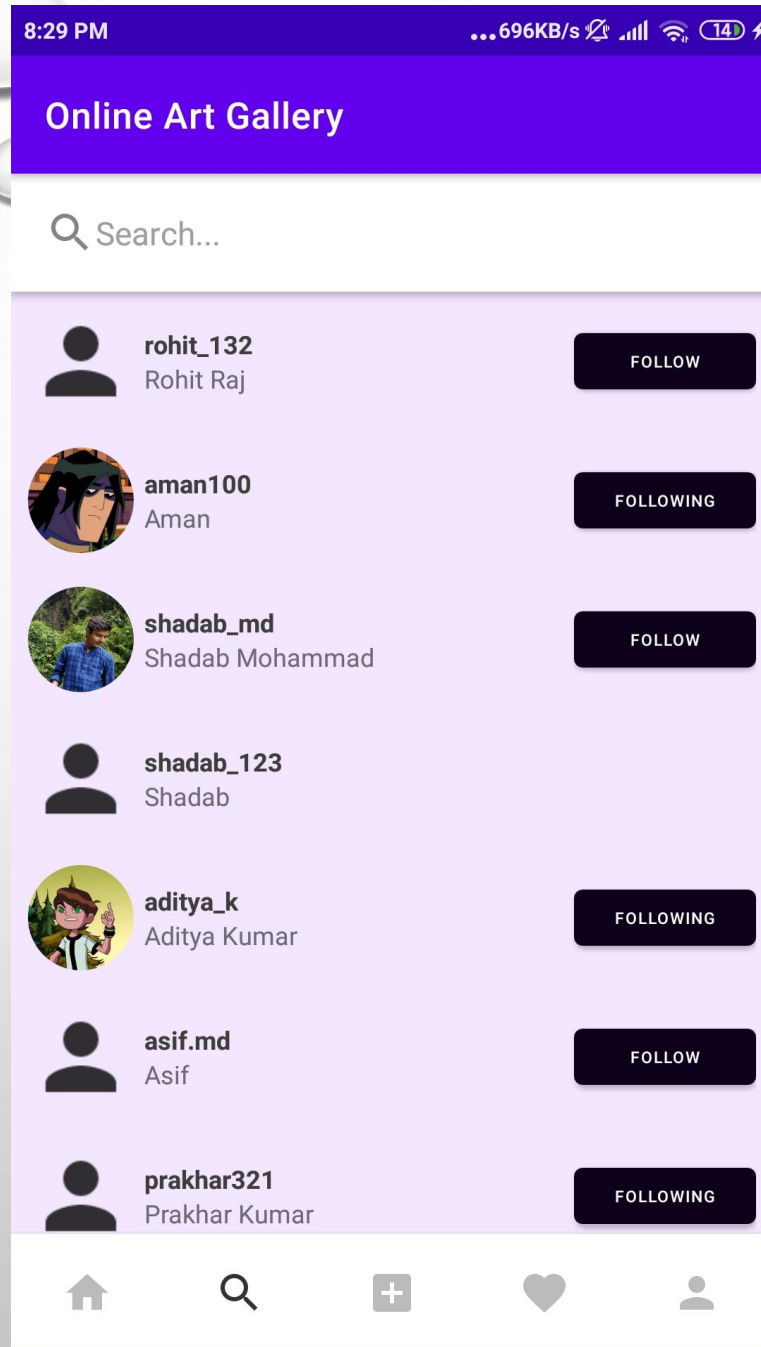 8:29 PM ...696KB/s 14
Online Art Gallery
Search...
rohit_132
Rohit Raj
FOLLOW
aman100
Aman
FOLLOWING
shadab_md
Shadab Mohammad
FOLLOW
shadab_123
Shadab
aditya_k
Aditya Kumar
FOLLOWING
asif.md
Asif
FOLLOW
prakhar321
Prakhar Kumar
FOLLOWING